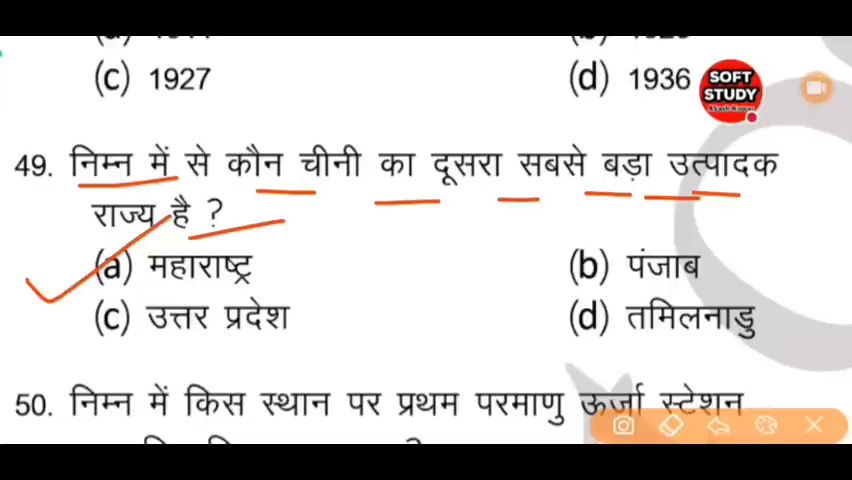 (c) 1927 (d) 1936
SOFT
STUDY
49. निम्न में से कौन चीनी का दूसरा सबसे बड़ा उत्पादक
राज्य है ?
(a) महाराष्ट्र (b) पंजाब
(c) उत्तर प्रदेश (d) तमिलनाडु
50. निम्न में किस स्थान पर प्रथम परमाणु ऊर्जा स्टेशन